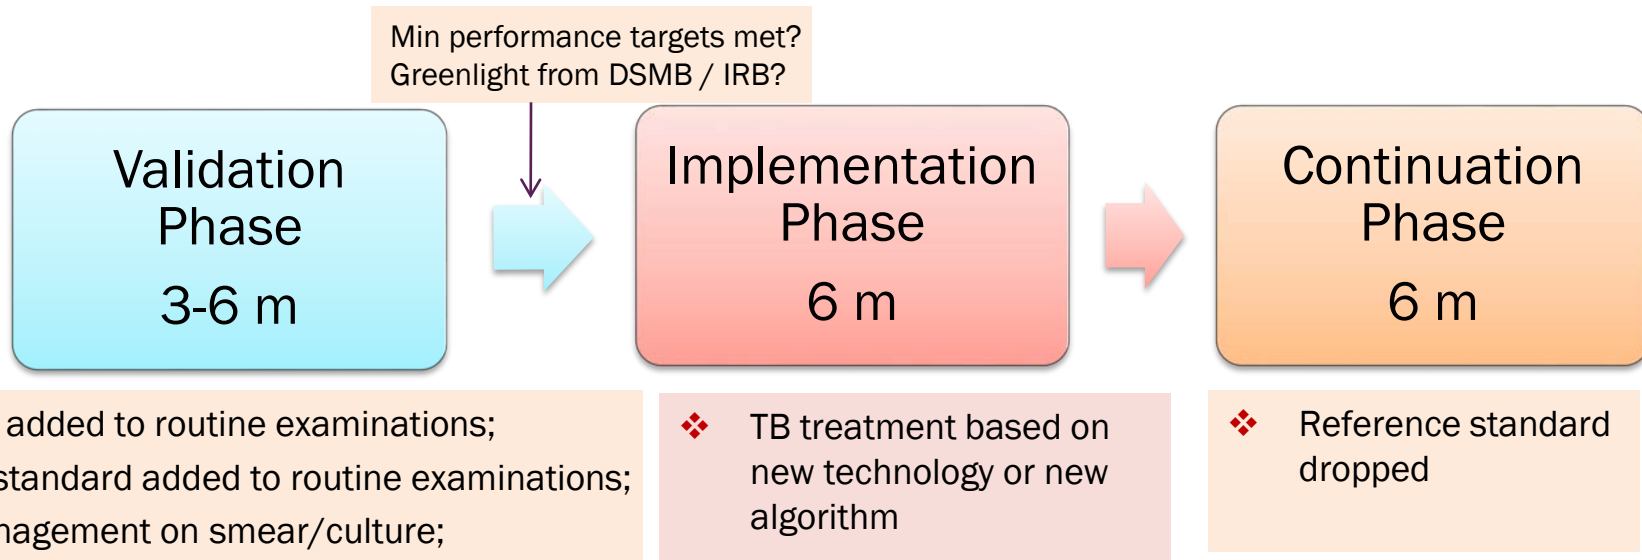 Min performance targets met?
Greenlight from DSMB / IRB?
Validation
Phase
3-6 m
Implementation
Phase
6 m
Continuation
Phase
6 m
added to routine examinations;
standard added to routine examinations;
nagement on smear/culture;
TB treatment based on
new technology or new
algorithm
Reference standard
dropped